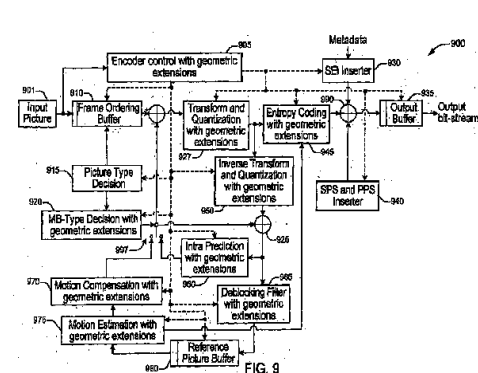 Metadata
900
905
Encoder control with geometric
extensions
930
SEI Inserter
901
Input
Picture
910
Frame Ordering
Buffer
Transform and
Quantization
with geometric
extensions
927
Entropy Coding
with geometric
extensions
945
990
935
Output
Buffer
Output
bit-stream
915
Picture Type
Decision
Inverse Transform
and Quantization
with geometric
extensions
950
SPS and PPS
Inserter
940
920
MB-Type Decision with
geometric extensions
997
925
Intra Prediction
with geometric
extensions
960
970
Motion Compensation with
geometric extensions
965
Deblocking Filter
with geometric
extensions
975
Motion Estimation with
geometric extensions
Reference
Picture Buffer
980
FIG. 9